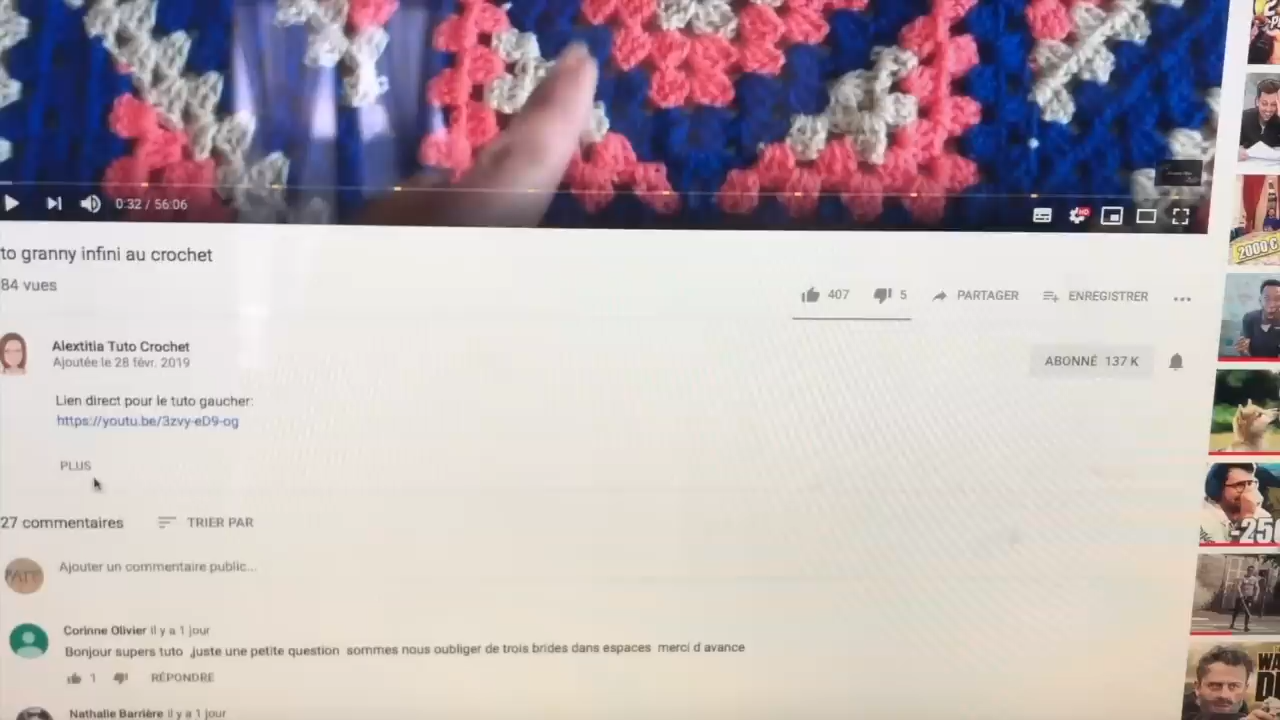 0:32 / 56:06
to granny infini au crochet
84 vues
407
5
PARTAGER
ENREGISTRER
Alextitia Tuto Crochet
Ajoutée le 28 févr. 2019
ABONNÉ 137 K
Lien direct pour le tuto gaucher:
https://youtu.be/3zvy-eD9-og
PLUS
27 commentaires
TRIER PAR
Ajouter un commentaire public...
Corinne Olivier il y a 1 jour
Bonjour supers tuto ,juste une petite question sommes nous oubliger de trois brides dans espaces merci d avance
1
RÉPONDRE
Nathalie Barrière il y a 1 jour
2000 €
-250
WA